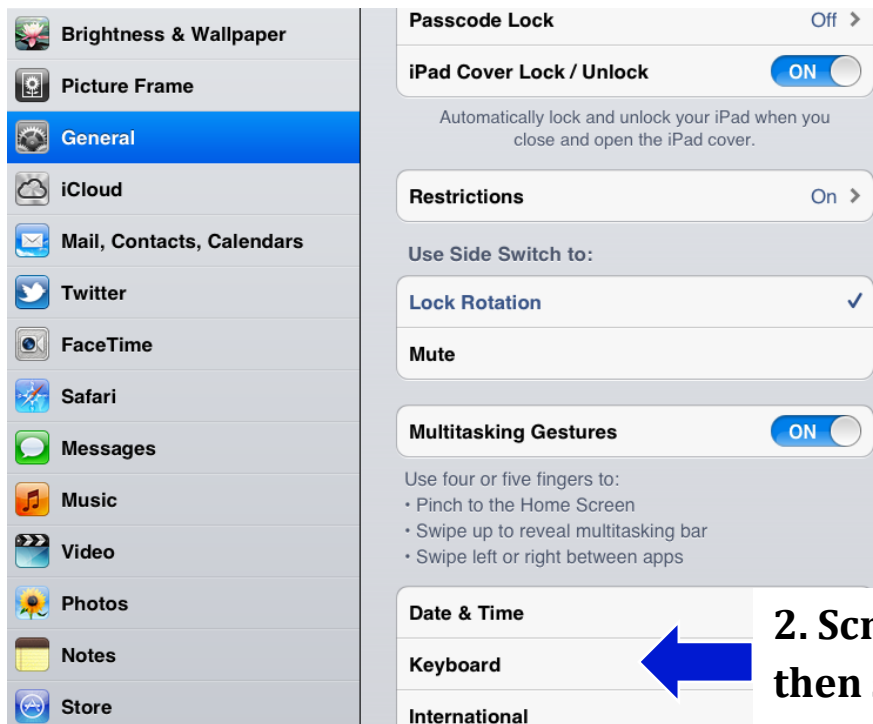 Brightness & Wallpaper
Picture Frame
General
iCloud
Mail, Contacts, Calendars
Twitter
FaceTime
Safari
Messages
Music
Video
Photos
Notes
Store
Passcode Lock Off
iPad Cover Lock / Unlock ON
Automatically lock and unlock your iPad when you
close and open the iPad cover.
Restrictions On
Use Side Switch to:
Lock Rotation
Mute
Multitasking Gestures ON
Use four or five fingers to:
• Pinch to the Home Screen
• Swipe up to reveal multitasking bar
• Swipe left or right between apps
Date & Time
Keyboard
International
2.
then